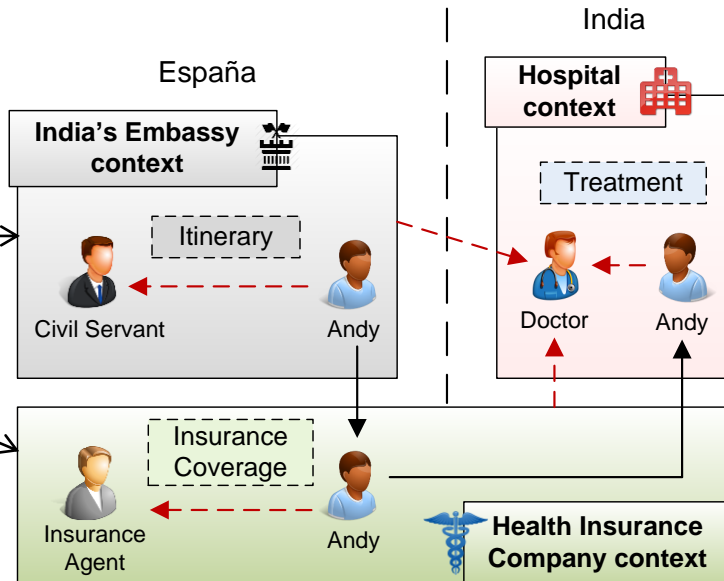 India
España
Hospital
context
India's Embassy
context
Treatment
Itinerary
Civil Servant
Andy
Doctor
Andy
Insurance
Coverage
Insurance
Agent
Andy
Health Insurance
Company context